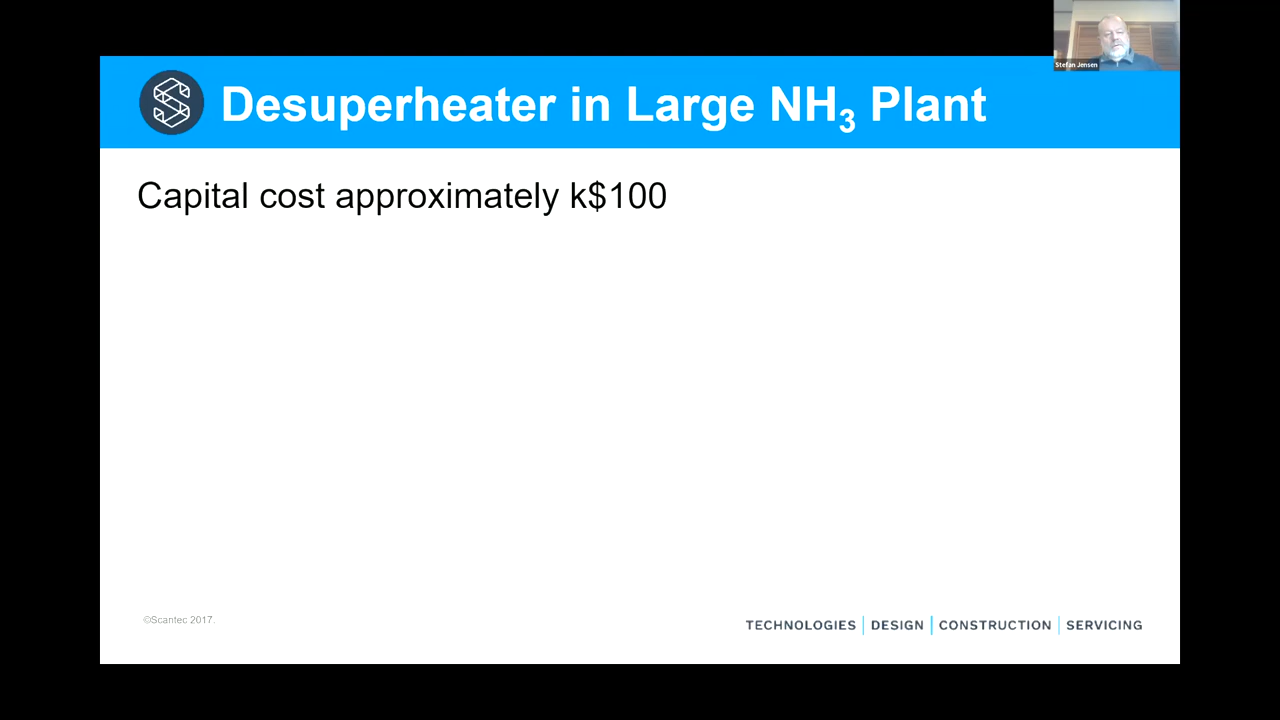 Stefan Jensen
Desuperheater in Large NH₃ Plant
Capital cost approximately k$100
©Scantec 2017.
TECHNOLOGIES | DESIGN | CONSTRUCTION | SERVICING